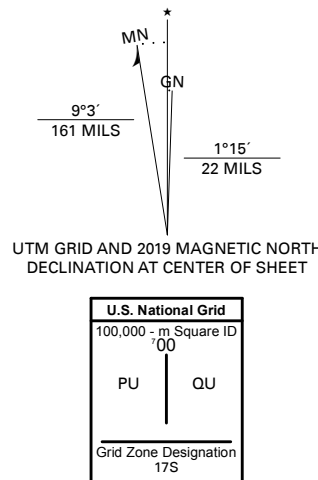 ★
MN
GN
9°3´
161 MILS
1°15´
22 MILS
UTM GRID AND 2019 MAGNETIC NORTH
DECLINATION AT CENTER OF SHEET
U.S. National Grid
100,000 - m Square ID
⁷00
PU QU
Grid Zone Designation
17S